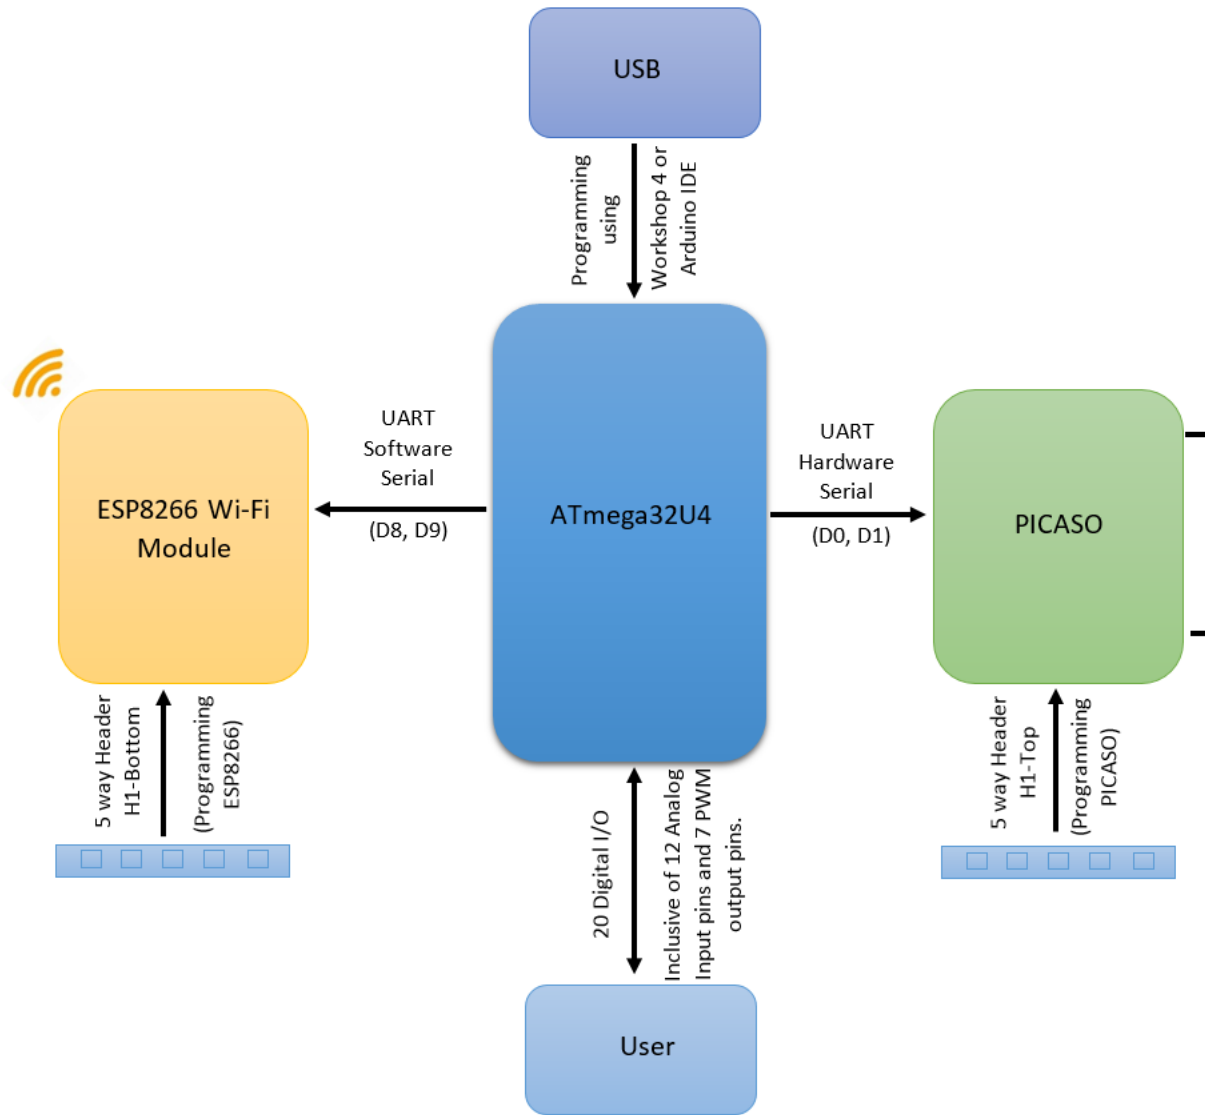 USB
Programming
using
Workshop 4 or
Arduino IDE
ESP8266 Wi-Fi
Module
UART
Software
Serial
(D8, D9)
ATmega32U4
UART
Hardware
Serial
(D0, D1)
PICASO
5 way Header
H1-Bottom
(Programming
ESP8266)
20 Digital I/O
Inclusive of 12 Analog
Input pins and 7 PWM
output pins.
5 way Header
H1-Top
(Programming
PICASO)
User